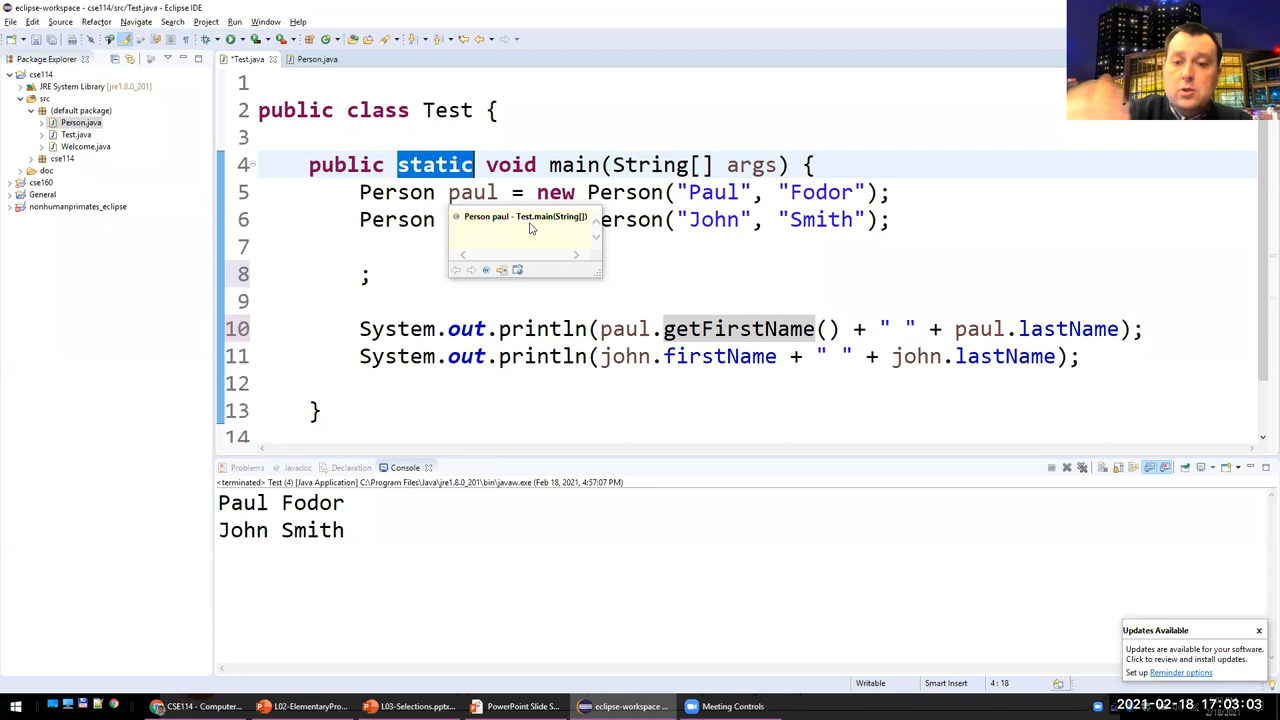 eclipse-workspace - cse114/src/Test.java - Eclipse IDE
File Edit Source Refactor Navigate Search Project Run Window Help
Package Explorer
*Test.java Person.java
cse114
JRE System Library [jre1.8.0_201]
src
(default package)
Person.java
Test.java
Welcome.java
cse114
doc
cse160
General
nonhumanprimates_eclipse
1
2 public class Test {
3
4 public static void main(String[] args) {
5 Person paul = new Person("Paul", "Fodor");
6 Person erson("John", "Smith");
Person paul - Test.main(String[])
7
8 ;
9
10 System.out.println(paul.getFirstName() + " " + paul.lastName);
11 System.out.println(john.firstName + " " + john.lastName);
12
13 }
14
Problems Javadoc Declaration Console
<terminated> Test (4) [Java Application] C:\Program Files\Java\jre1.8.0_201\bin\javaw.exe (Feb 18, 2021, 4:57:07 PM)
Paul Fodor
John Smith
Updates Available
Updates are available for your software.
Click to review and install updates.
Set up Reminder options
Writable Smart Insert 4 : 18
CSE114 - Computer... L02-ElementaryPro... L03-Selections.pptx... PowerPoint Slide S... eclipse-workspace ... Meeting Controls
2021-02-18 17:03:03